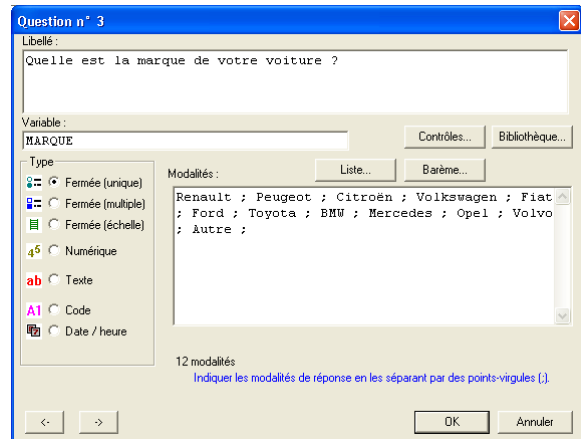 Question n° 3
Libellé :
Quelle est la marque de votre voiture ?
Variable :
MARQUE
Contrôles...
Bibliothèque...
Type
Fermée (unique)
Fermée (multiple)
Fermée (échelle)
45 Numérique
ab Texte
A1 Code
Date / heure
Modalités :
Liste...
Barème...
Renault ; Peugeot ; Citroën ; Volkswagen ; Fiat
; Ford ; Toyota ; BMW ; Mercedes ; Opel ; Volvo
; Autre ;
12 modalités
Indiquer les modalités de réponse en les séparant par des points-virgules (;).
<-
->
OK
Annuler